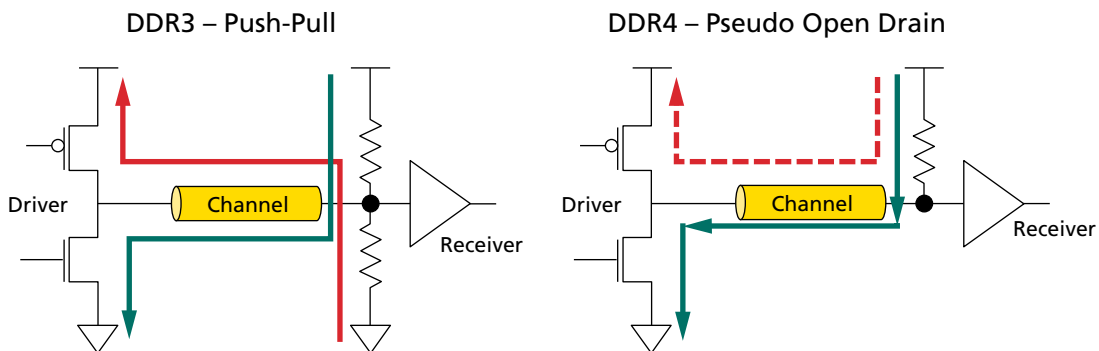 DDR3 – Push-Pull
DDR4 – Pseudo Open Drain
Driver
Channel
Receiver
Driver
Channel
Receiver